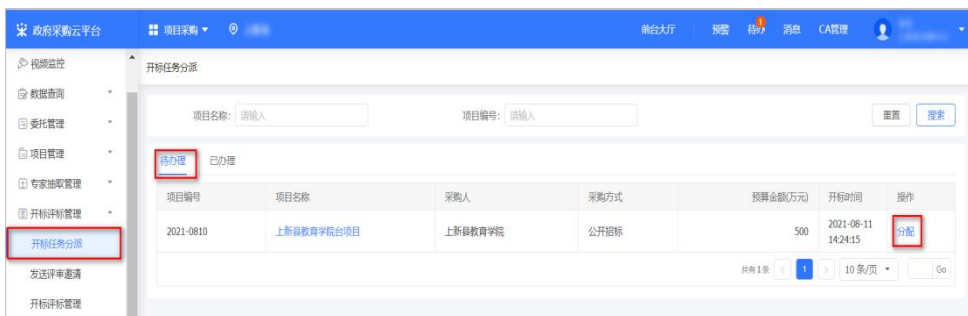 政府采购云平台 项目采购 前台大厅 预警 待办 消息 CA管理
视频监控
数据查询
委托管理
项目管理
专家抽取管理
开标评标管理
开标任务分派
发送评审邀请
开标评标管理
开标任务分派
项目名称: 请输入 项目编号: 请输入 重置 搜索
待办理 已办理
项目编号 项目名称 采购人 采购方式 预算金额(万元) 开标时间 操作
2021-0810 上新县教育学院台项目 上新县教育学院 公开招标 500 2021-08-11 14:24:15 分配
共有1条 < 1 > 10 条/页 Go